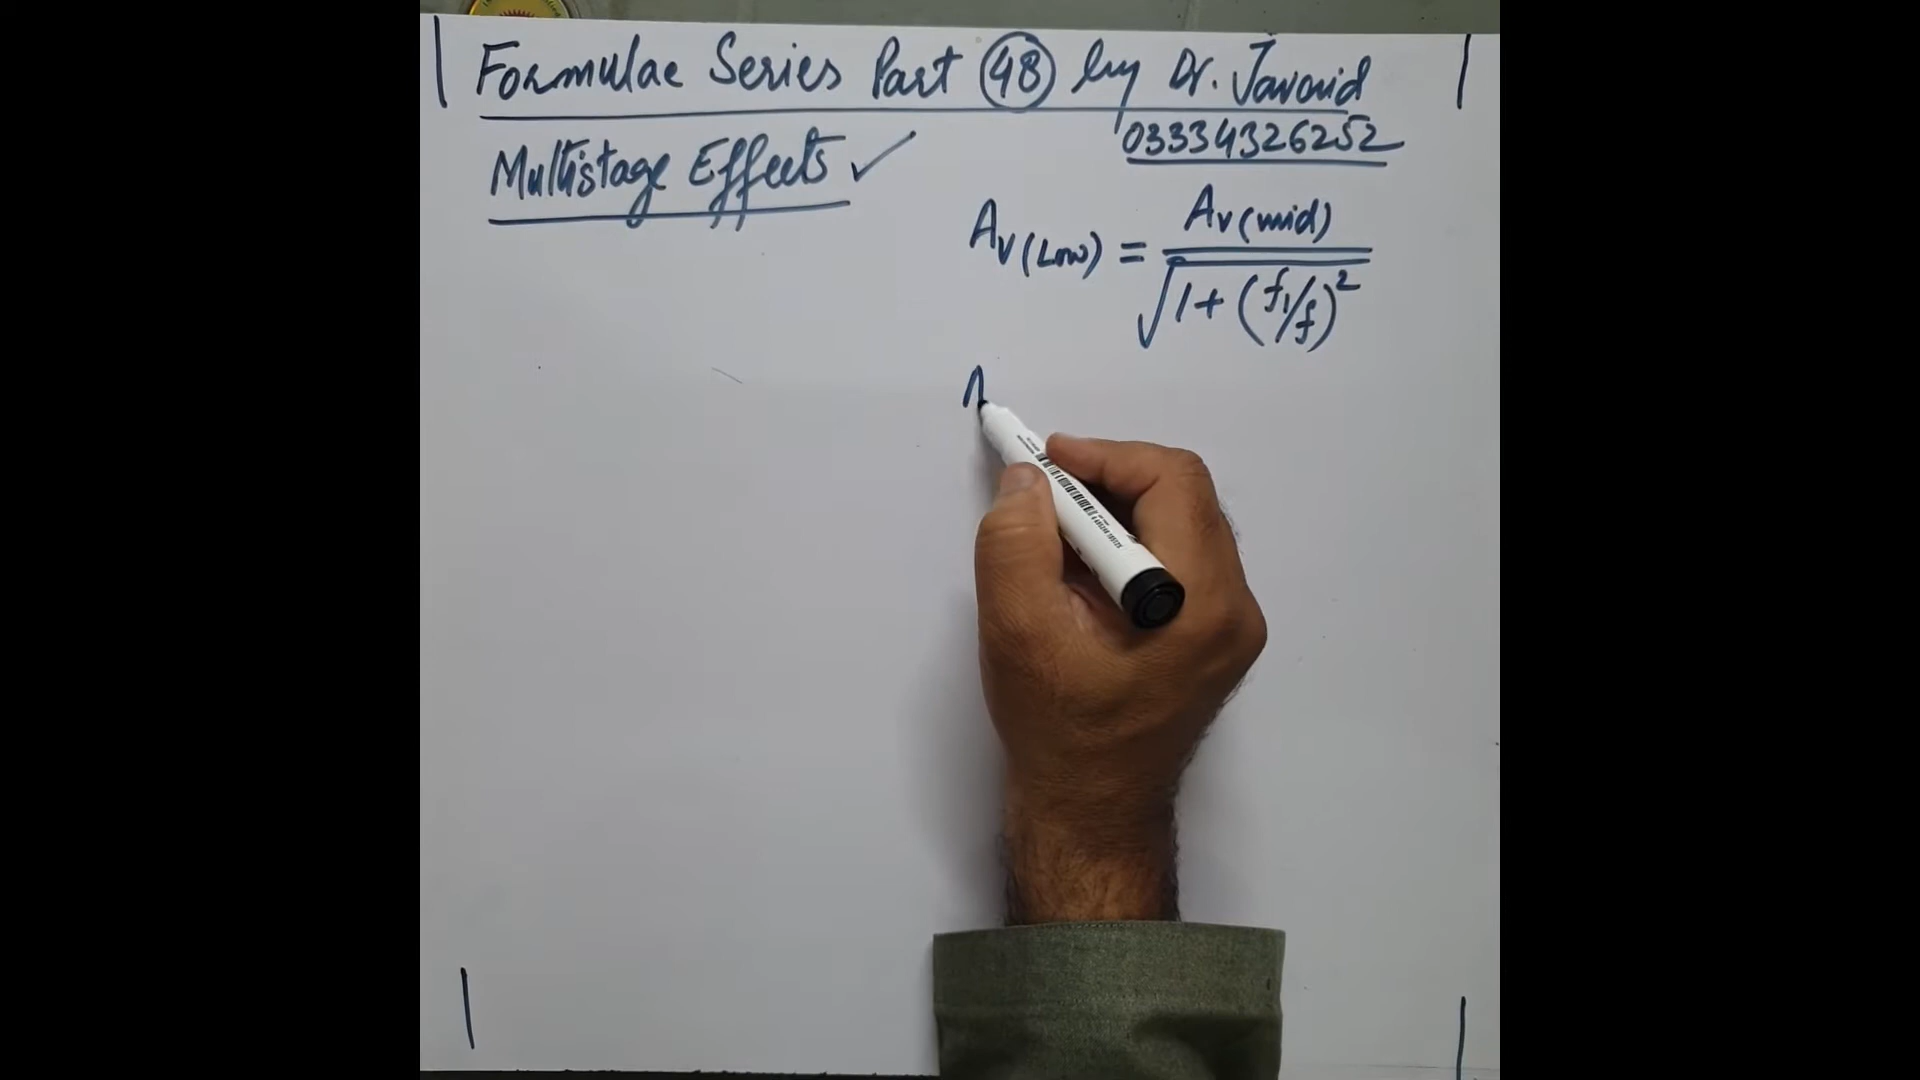 Formulae Series Part 48 by Dr. Javaid
03334326252
Multistage Effects ✓
Av(Low) = Av(mid) / √1 + (f1/f)²
A